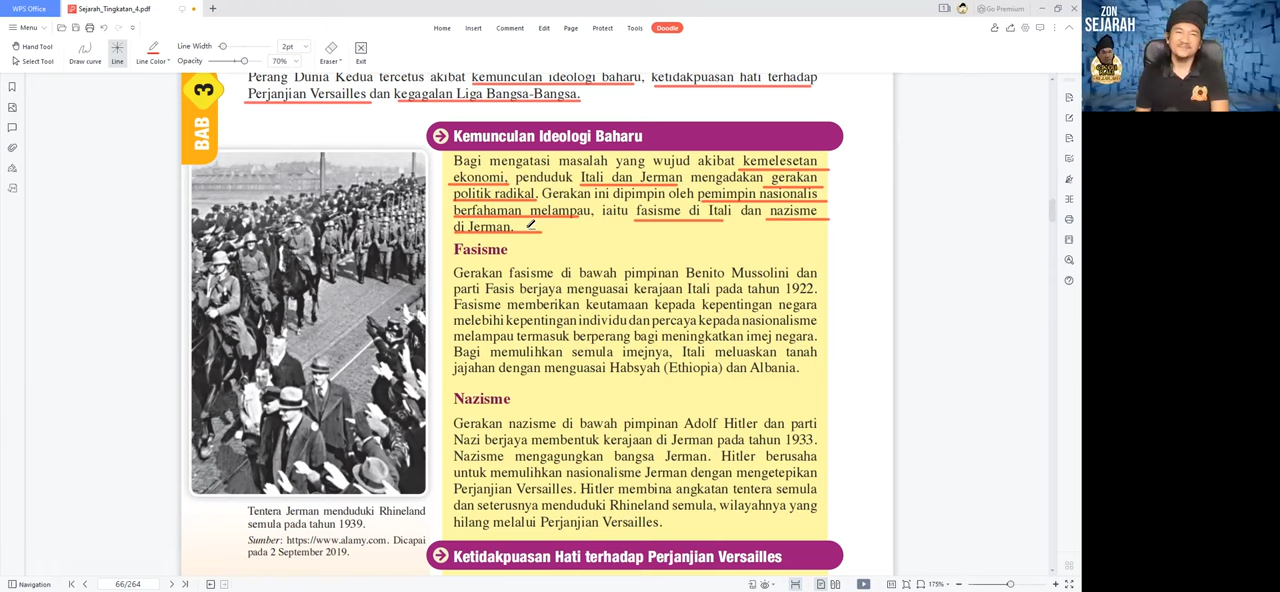 WPS Office
Sejarah_Tingkatan_4.pdf
Go Premium
Menu
Home Insert Comment Edit Page Protect Tools Doodle
Hand Tool
Select Tool
Draw curve
Line
Line Color
Line Width 2pt
Opacity 70%
Eraser
Exit
ZON
SEJARAH
BAB 3
Perang Dunia Kedua tercetus akibat kemunculan ideologi baharu, ketidakpuasan hati terhadap
Perjanjian Versailles dan kegagalan Liga Bangsa-Bangsa.
Kemunculan Ideologi Baharu
Bagi mengatasi masalah yang wujud akibat kemelesetan
ekonomi, penduduk Itali dan Jerman mengadakan gerakan
politik radikal. Gerakan ini dipimpin oleh pemimpin nasionalis
berfahaman melampau, iaitu fasisme di Itali dan nazisme
di Jerman.
Fasisme
Gerakan fasisme di bawah pimpinan Benito Mussolini dan
parti Fasis berjaya menguasai kerajaan Itali pada tahun 1922.
Fasisme memberikan keutamaan kepada kepentingan negara
melebihi kepentingan individu dan percaya kepada nasionalisme
melampau termasuk berperang bagi meningkatkan imej negara.
Bagi memulihkan semula imejnya, Itali meluaskan tanah
jajahan dengan menguasai Habsyah (Ethiopia) dan Albania.
Nazisme
Gerakan nazisme di bawah pimpinan Adolf Hitler dan parti
Nazi berjaya membentuk kerajaan di Jerman pada tahun 1933.
Nazisme mengagungkan bangsa Jerman. Hitler berusaha
untuk memulihkan nasionalisme Jerman dengan mengetepikan
Perjanjian Versailles. Hitler membina angkatan tentera semula
dan seterusnya menduduki Rhineland semula, wilayahnya yang
hilang melalui Perjanjian Versailles.
Tentera Jerman menduduki Rhineland
semula pada tahun 1939.
Sumber: https://www.alamy.com. Dicapai
pada 2 September 2019.
Ketidakpuasan Hati terhadap Perjanjian Versailles
Navigation
66/264
175%